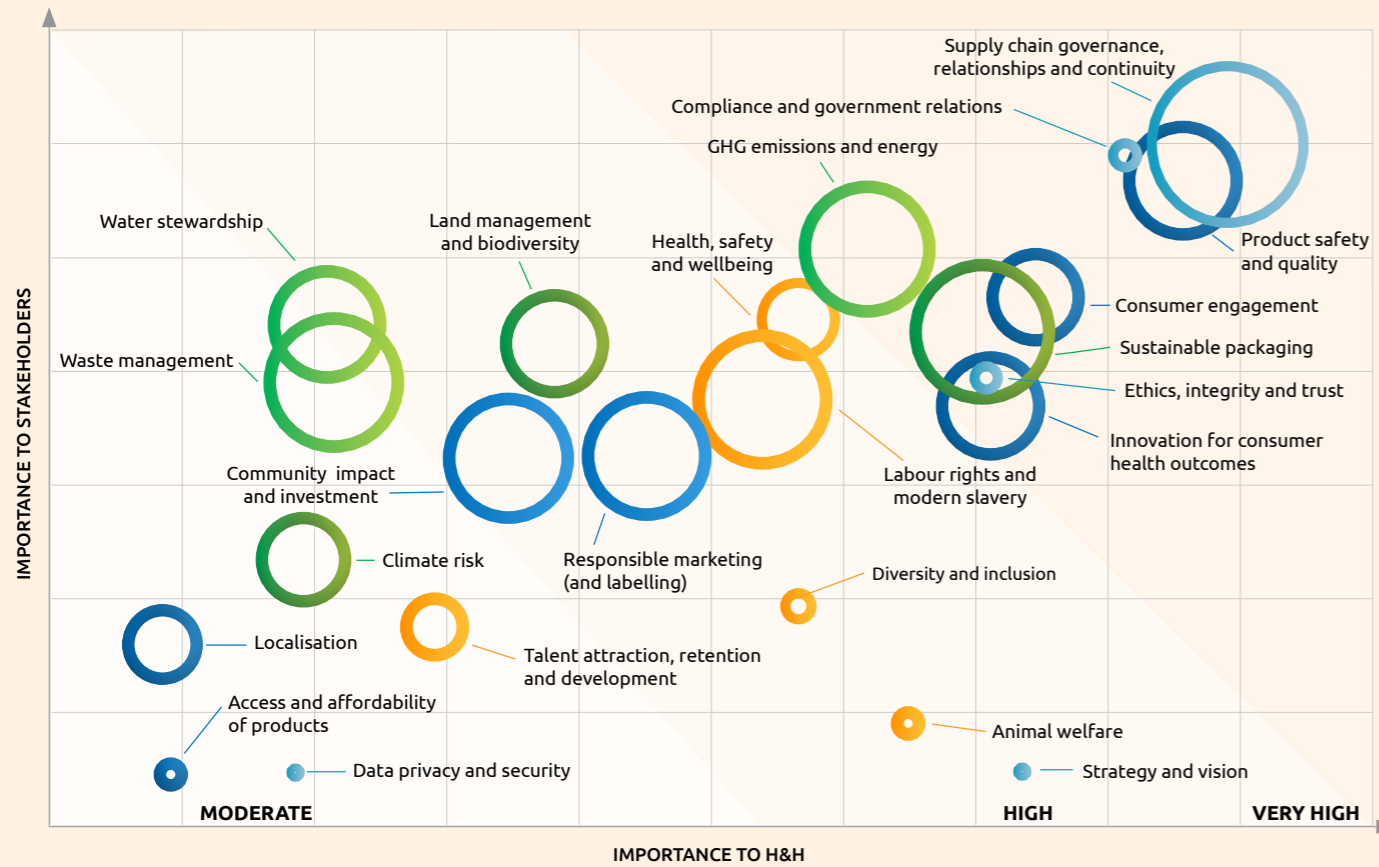 Supply chain governance,
relationships and continuity
Compliance and government relations
GHG emissions and energy
Water stewardship
Land management
and biodiversity
Health, safety
and wellbeing
Product safety
and quality
Consumer engagement
Sustainable packaging
Waste management
Ethics, integrity and trust
Innovation for consumer
health outcomes
Community impact
and investment
Labour rights and
modern slavery
Climate risk
Responsible marketing
(and labelling)
Diversity and inclusion
Localisation
Talent attraction, retention
and development
Access and affordability
of products
Animal welfare
Data privacy and security
Strategy and vision
MODERATE
HIGH
VERY HIGH
IMPORTANCE TO STAKEHOLDERS
IMPORTANCE TO H&H